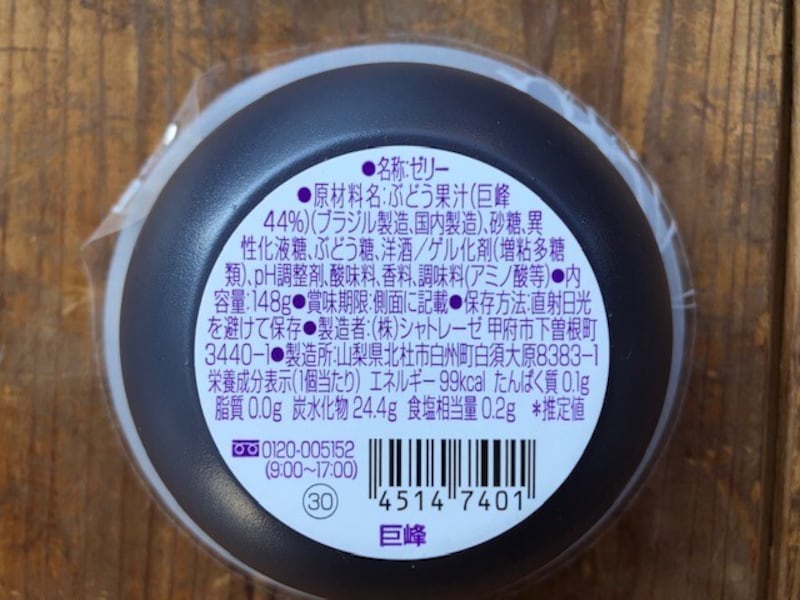 ●名称:ゼリー
●原材料名:ぶどう果汁(巨峰
44%)(ブラジル製造、国内製造)、砂糖、異
性化液糖、ぶどう糖、洋酒/ゲル化剤(増粘多糖
類)、pH調整剤、酸味料、香料、調味料(アミノ酸等)●内
容量:148g●賞味期限:側面に記載●保存方法:直射日光
を避けて保存●製造者:(株)シャトレーゼ 甲府市下曽根町
3440-1●製造所:山梨県北杜市白州町白須大原8383-1
栄養成分表示(1個当たり) エネルギー99kcal たんぱく質0.1g
脂質0.0g 炭水化物24.4g 食塩相当量0.2g *推定値
0120-005152
(9:00~17:00)
30
4514 7401
巨峰